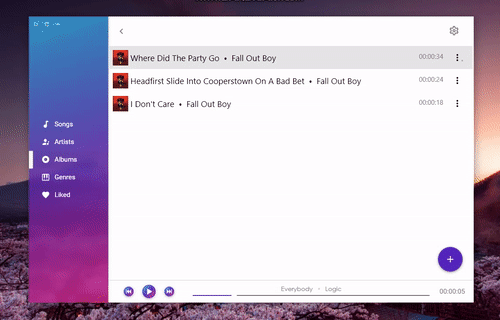 Where Did The Party Go • Fall Out Boy 00:00:34
Headfirst Slide Into Cooperstown On A Bad Bet • Fall Out Boy 00:00:24
I Don't Care • Fall Out Boy 00:00:18
Songs
Artists
Albums
Genres
Liked
Everybody • Logic
00:00:05